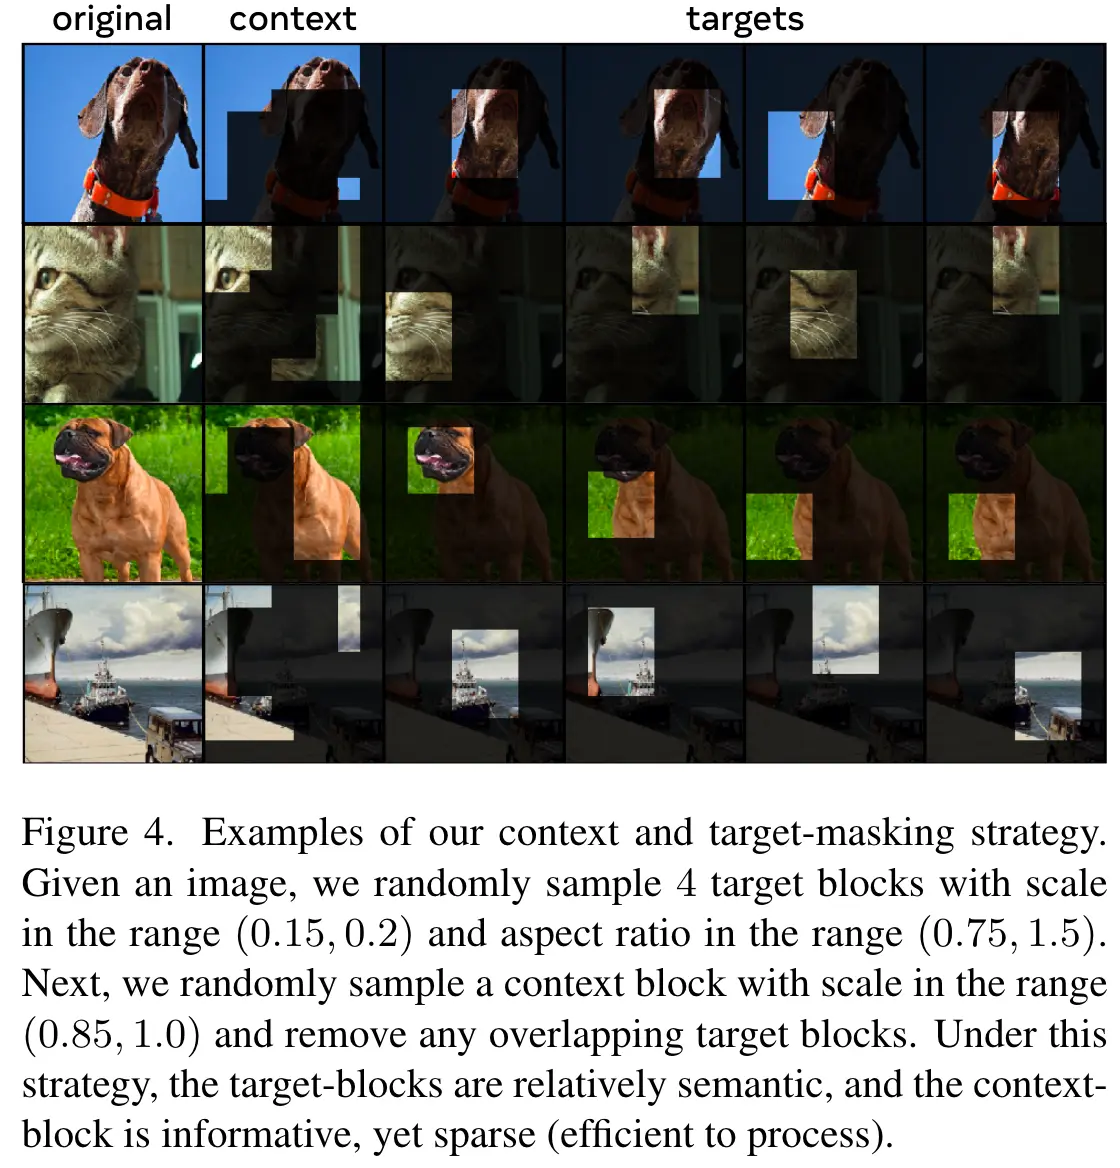 original context targets
Figure 4. Examples of our context and target-masking strategy.
Given an image, we randomly sample 4 target blocks with scale
in the range (0.15, 0.2) and aspect ratio in the range (0.75, 1.5).
Next, we randomly sample a context block with scale in the range
(0.85, 1.0) and remove any overlapping target blocks. Under this
strategy, the target-blocks are relatively semantic, and the context-
block is informative, yet sparse (efficient to process).